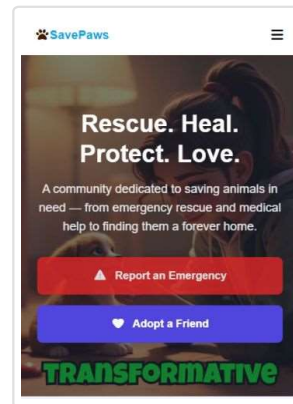 SavePaws
Rescue. Heal.
Protect. Love.
A community dedicated to saving animals in
need — from emergency rescue and medical
help to finding them a forever home.
Report an Emergency
Adopt a Friend
TRANSFORMATIVE